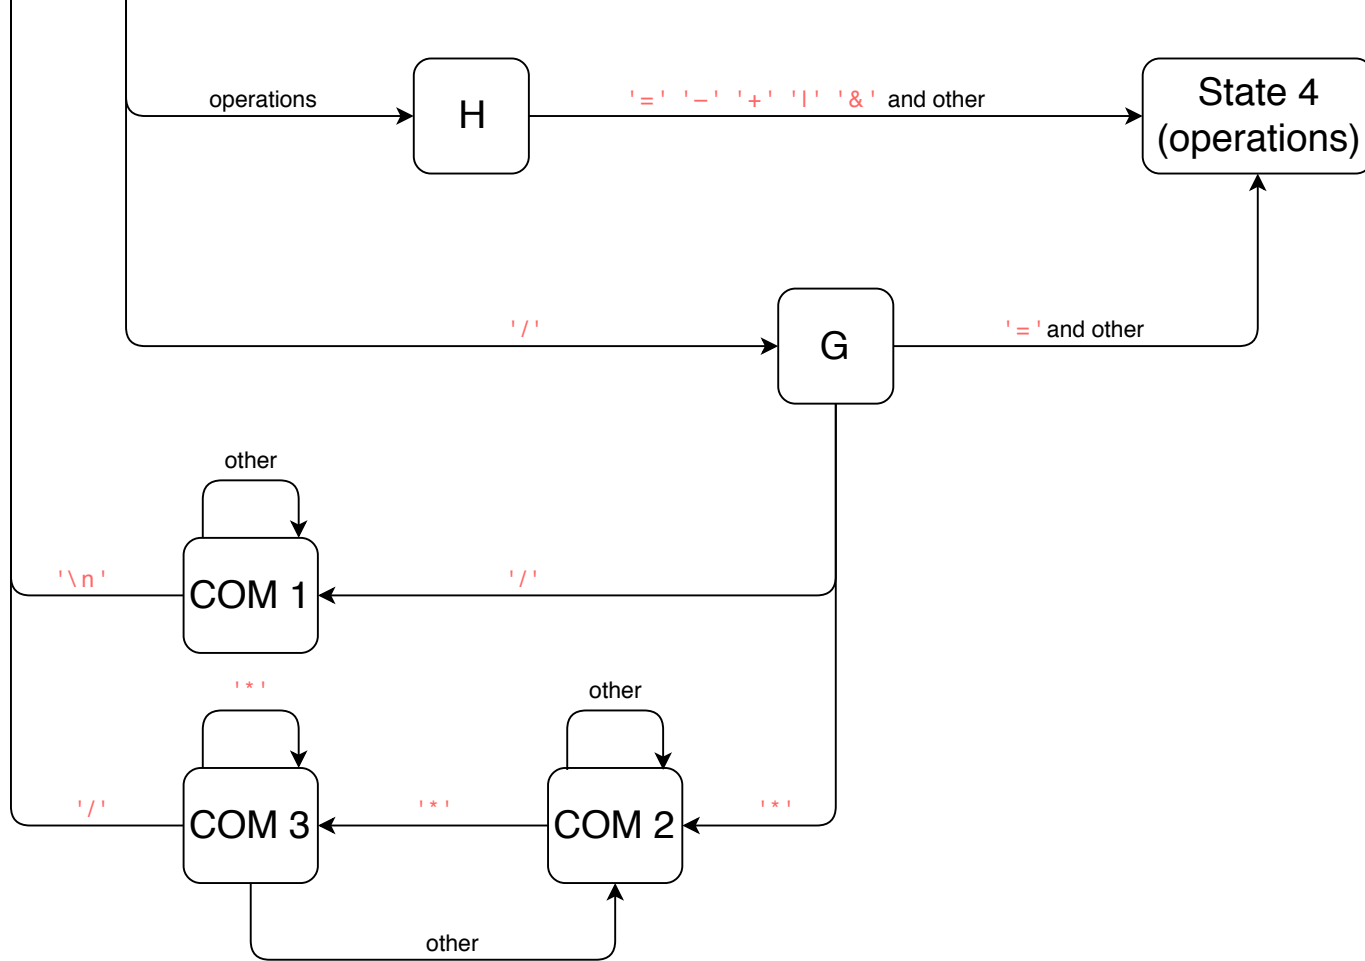 operations
H
'=' '-' '+' '|' '&' and other
State 4
(operations)
'/'
G
'=' and other
other
'\n'
COM 1
'/'
'*'
other
'/'
COM 3
'*'
COM 2
'*'
other